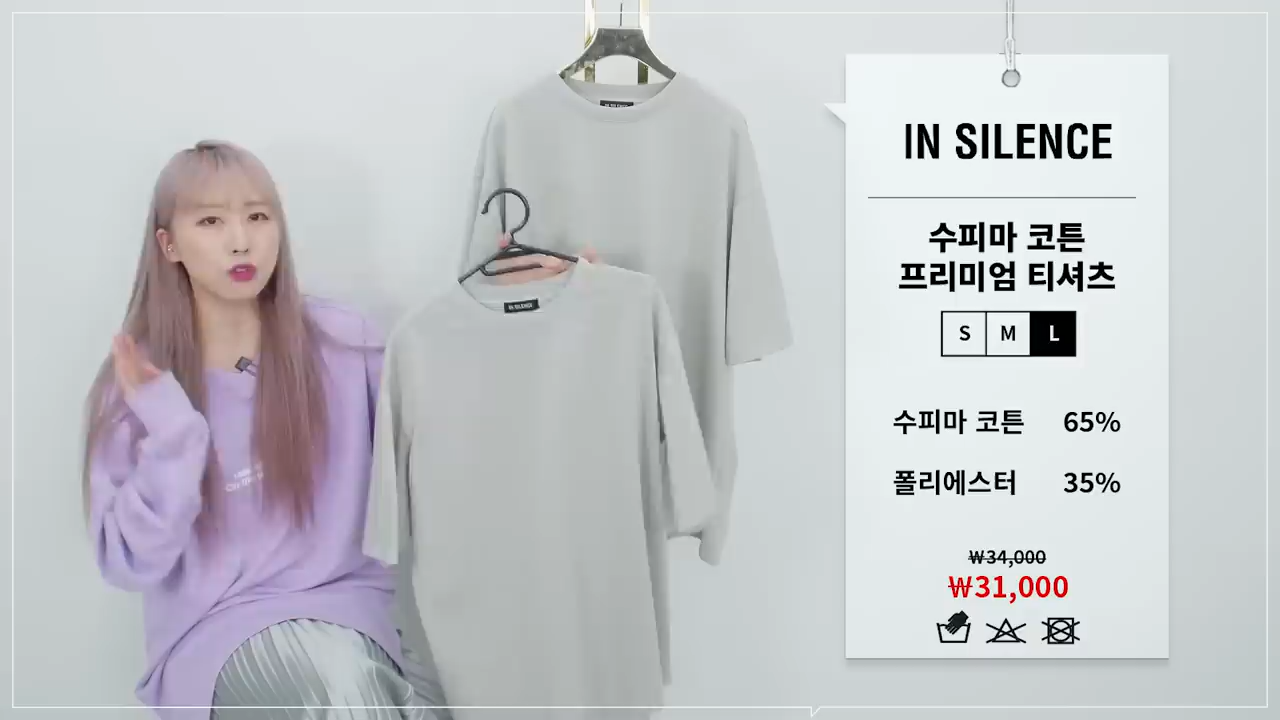 IN SILENCE
수피마 코튼
프리미엄 티셔츠
S M L
수피마 코튼 65%
폴리에스터 35%
₩34,000
₩31,000
IN SILENCE